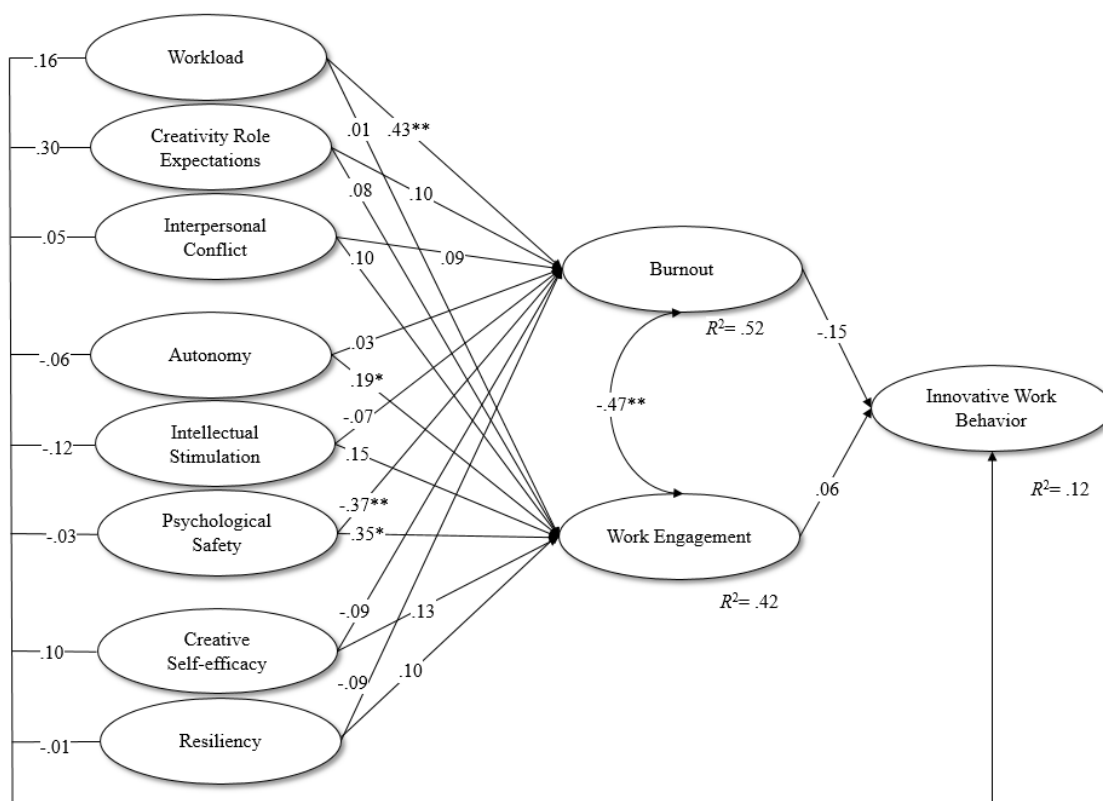 Workload
.16
.01
.43**
Creativity Role
Expectations
.30
.08
.10
Interpersonal
Conflict
.05
.10
.09
Burnout
R²= .52
-.15
Autonomy
-.06
.03
.19*
-.07
-.47**
Innovative Work
Behavior
R²= .12
Intellectual
Stimulation
-.12
.15
.06
Psychological
Safety
-.03
-.37**
.35*
Work Engagement
R²= .42
Creative
Self-efficacy
.10
-.09
.13
Resiliency
-.01
-.09
.10